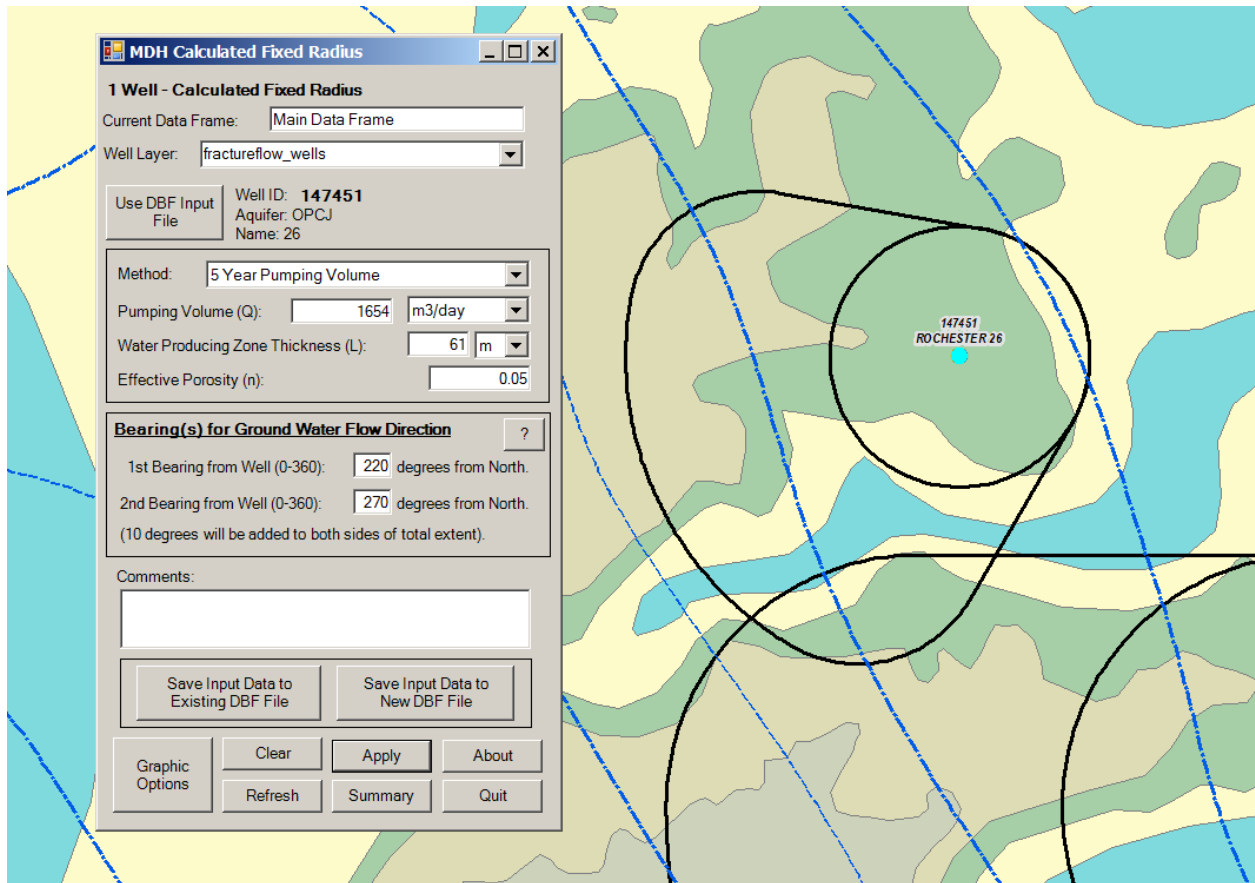 MDH Calculated Fixed Radius
1 Well - Calculated Fixed Radius
Current Data Frame: Main Data Frame
Well Layer: fractureflow_wells
Use DBF Input
File
Well ID: 147451
Aquifer: OPCJ
Name: 26
Method: 5 Year Pumping Volume
Pumping Volume (Q): 1654 m3/day
Water Producing Zone Thickness (L): 61 m
Effective Porosity (n): 0.05
Bearing(s) for Ground Water Flow Direction ?
1st Bearing from Well (0-360): 220 degrees from North.
2nd Bearing from Well (0-360): 270 degrees from North.
(10 degrees will be added to both sides of total extent).
Comments:
Save Input Data to
Existing DBF File
Save Input Data to
New DBF File
Graphic
Options
Clear Apply About
Refresh Summary Quit
147451
ROCHESTER 26